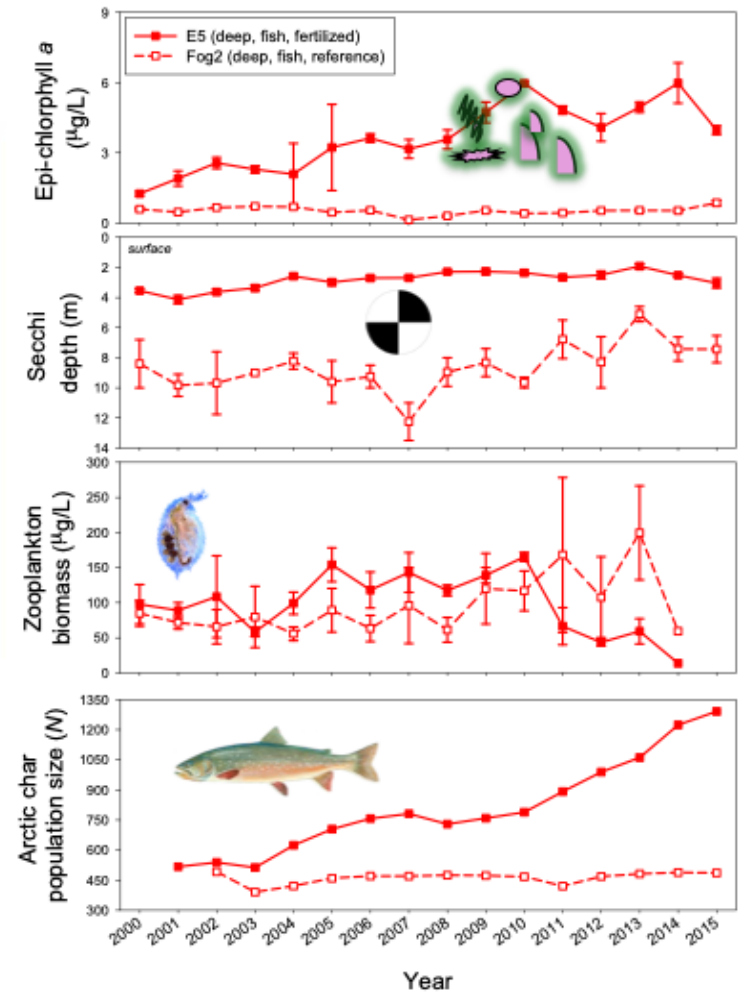 E5 (deep, fish, fertilized)
Fog2 (deep, fish, reference)
Epi-chlorphyll a
(µg/L)
9
6
3
0
surface
Secchi
depth (m)
0
2
4
6
8
10
12
14
Zooplankton
biomass (µg/L)
300
250
200
150
100
50
0
Arctic char
population size (N)
1350
1200
1050
900
750
600
450
300
2000 2001 2002 2003 2004 2005 2006 2007 2008 2009 2010 2011 2012 2013 2014 2015
Year